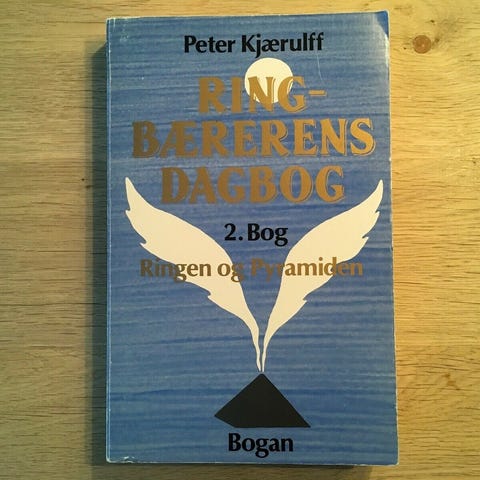 Peter Kjærulff
RING-
BÆRERENS
DAGBOG
2. Bog
Ringen og Pyramiden
Bogan